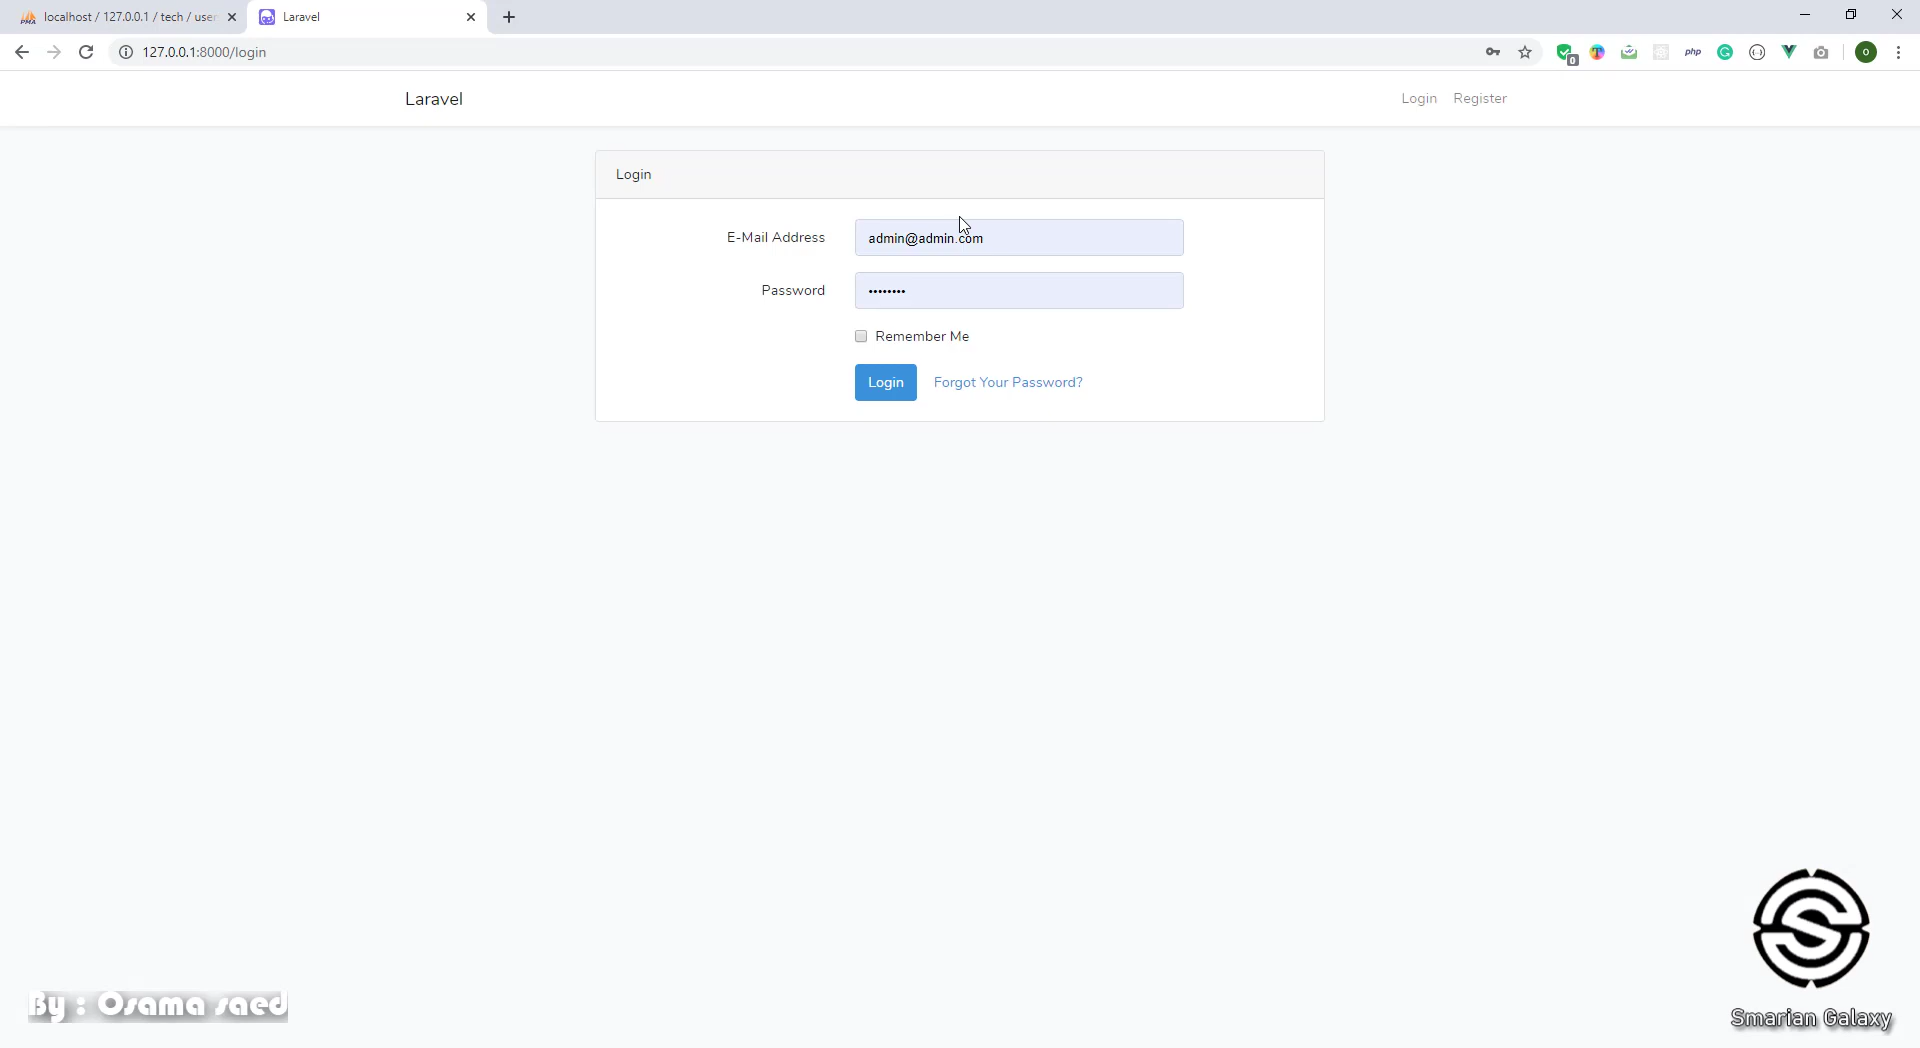 localhost / 127.0.0.1 / tech / user
Laravel
127.0.0.1:8000/login
0
php
o
Laravel
Login
Register
Login
E-Mail Address
admin@admin.com
Password
••••••••
Remember Me
Login
Forgot Your Password?
By : Osama saed
Smarian Galaxy